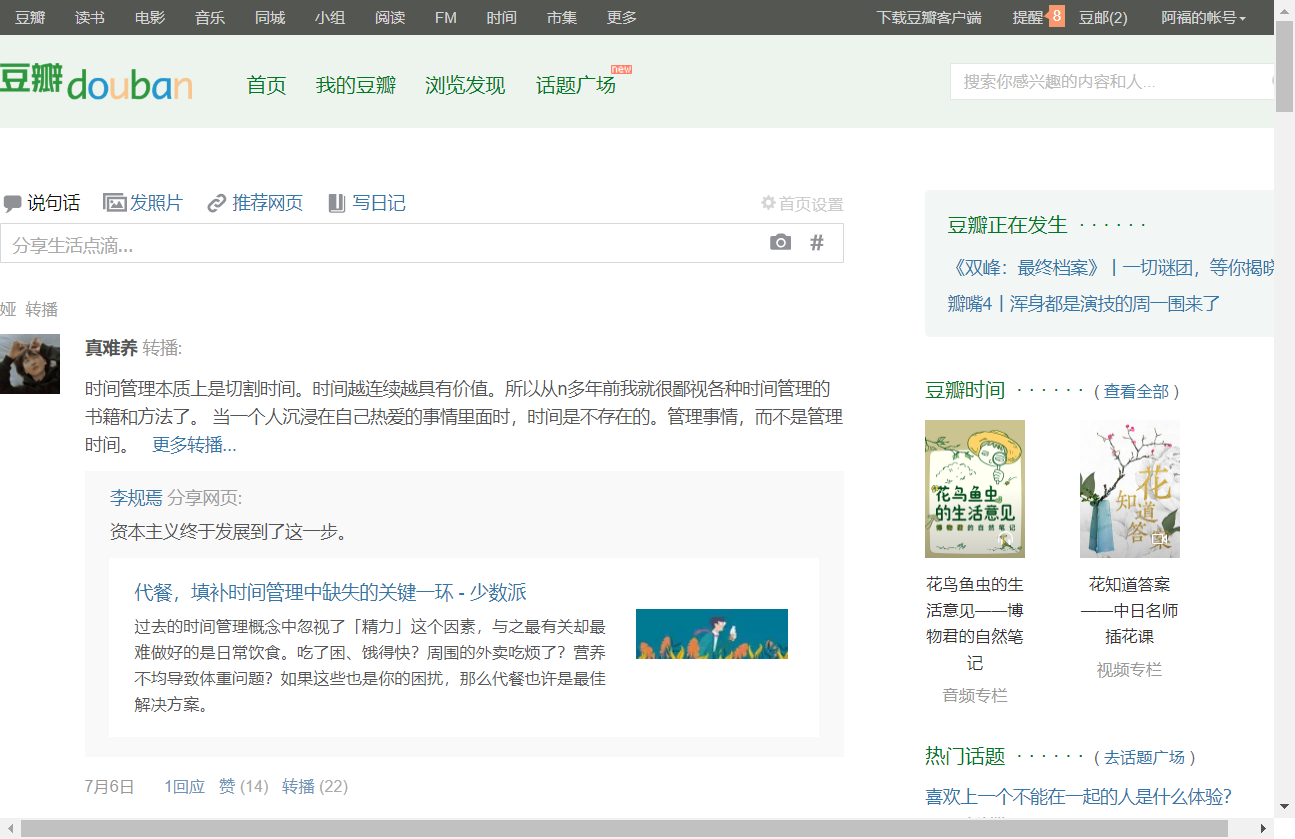 豆瓣 读书 电影 音乐 同城 小组 阅读 FM 时间 市集 更多 下载豆瓣客户端 提醒 8 豆邮(2) 阿福的帐号
豆瓣 douban 首页 我的豆瓣 浏览发现 话题广场 new 搜索你感兴趣的内容和人...
说句话 发照片 推荐网页 写日记 首页设置
分享生活点滴... #
娅 转播
真难养 转播:
时间管理本质上是切割时间。时间越连续越具有价值。所以从n多年前我就很鄙视各种时间管理的
书籍和方法了。 当一个人沉浸在自己热爱的事情里面时，时间是不存在的。管理事情，而不是管理
时间。 更多转播...
李规焉 分享网页:
资本主义终于发展到了这一步。
代餐，填补时间管理中缺失的关键一环 - 少数派
过去的时间管理概念中忽视了「精力」这个因素，与之最有关却最
难做好的是日常饮食。吃了困、饿得快？周围的外卖吃烦了？营养
不均导致体重问题？如果这些也是你的困扰，那么代餐也许是最佳
解决方案。
7月6日 1回应 赞 (14) 转播 (22)
豆瓣正在发生 · · · · · ·
《双峰：最终档案》丨一切谜团，等你揭晓
瓣嘴4丨浑身都是演技的周一围来了
豆瓣时间 · · · · · · ( 查看全部 )
花鸟鱼虫
的生活意见
博物君的自然笔记
花
知道
答案
花鸟鱼虫的生
活意见——博
物君的自然笔
记
音频专栏
花知道答案
——中日名师
插花课
视频专栏
热门话题 · · · · · · ( 去话题广场 )
喜欢上一个不能在一起的人是什么体验？